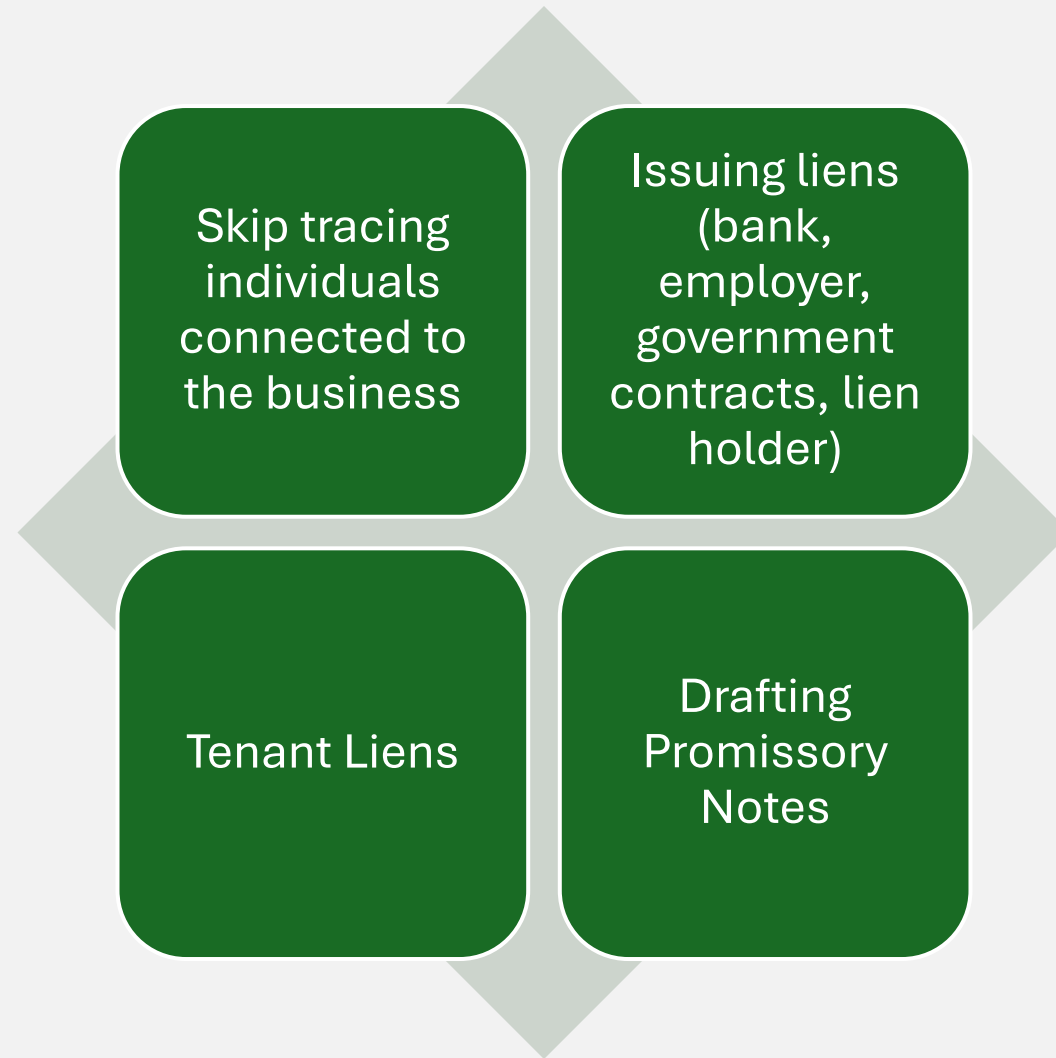 Skip tracing
individuals
connected to
the business
Issuing liens
(bank,
employer,
government
contracts, lien
holder)
Tenant Liens
Drafting
Promissory
Notes